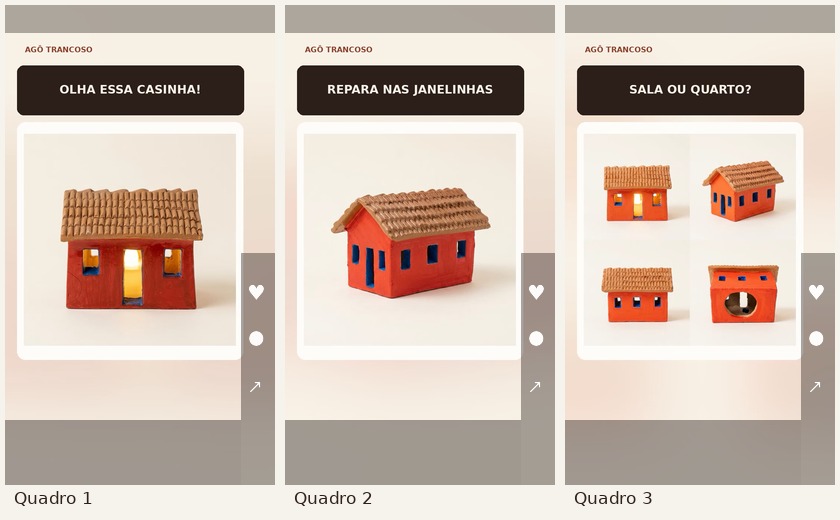 AGÔ TRANCOSO
OLHA ESSA CASINHA!
Quadro 1
AGÔ TRANCOSO
REPARA NAS JANELINHAS
Quadro 2
AGÔ TRANCOSO
SALA OU QUARTO?
Quadro 3